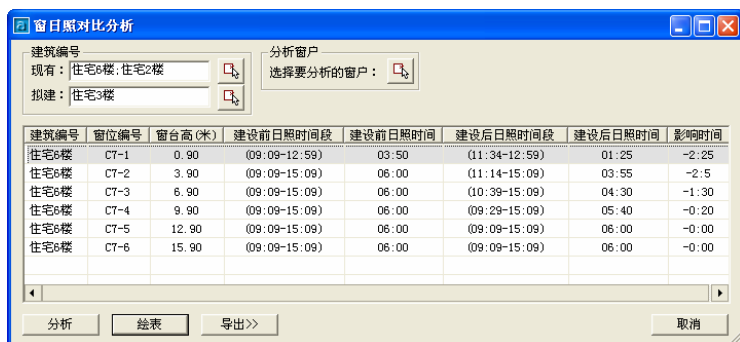 窗日照对比分析
建筑编号
现有：住宅6楼;住宅2楼
拟建：住宅3楼
分析窗户
选择要分析的窗户：
建筑编号 窗位编号 窗台高(米) 建设前日照时间段 建设前日照时间 建设后日照时间段 建设后日照时间 影响时间
住宅6楼 C7-1 0.90 (09:09-12:59) 03:50 (11:34-12:59) 01:25 -2:25
住宅6楼 C7-2 3.90 (09:09-15:09) 06:00 (11:14-15:09) 03:55 -2:5
住宅6楼 C7-3 6.90 (09:09-15:09) 06:00 (10:39-15:09) 04:30 -1:30
住宅6楼 C7-4 9.90 (09:09-15:09) 06:00 (09:29-15:09) 05:40 -0:20
住宅6楼 C7-5 12.90 (09:09-15:09) 06:00 (09:09-15:09) 06:00 -0:00
住宅6楼 C7-6 15.90 (09:09-15:09) 06:00 (09:09-15:09) 06:00 -0:00
分析 绘表 导出>> 取消